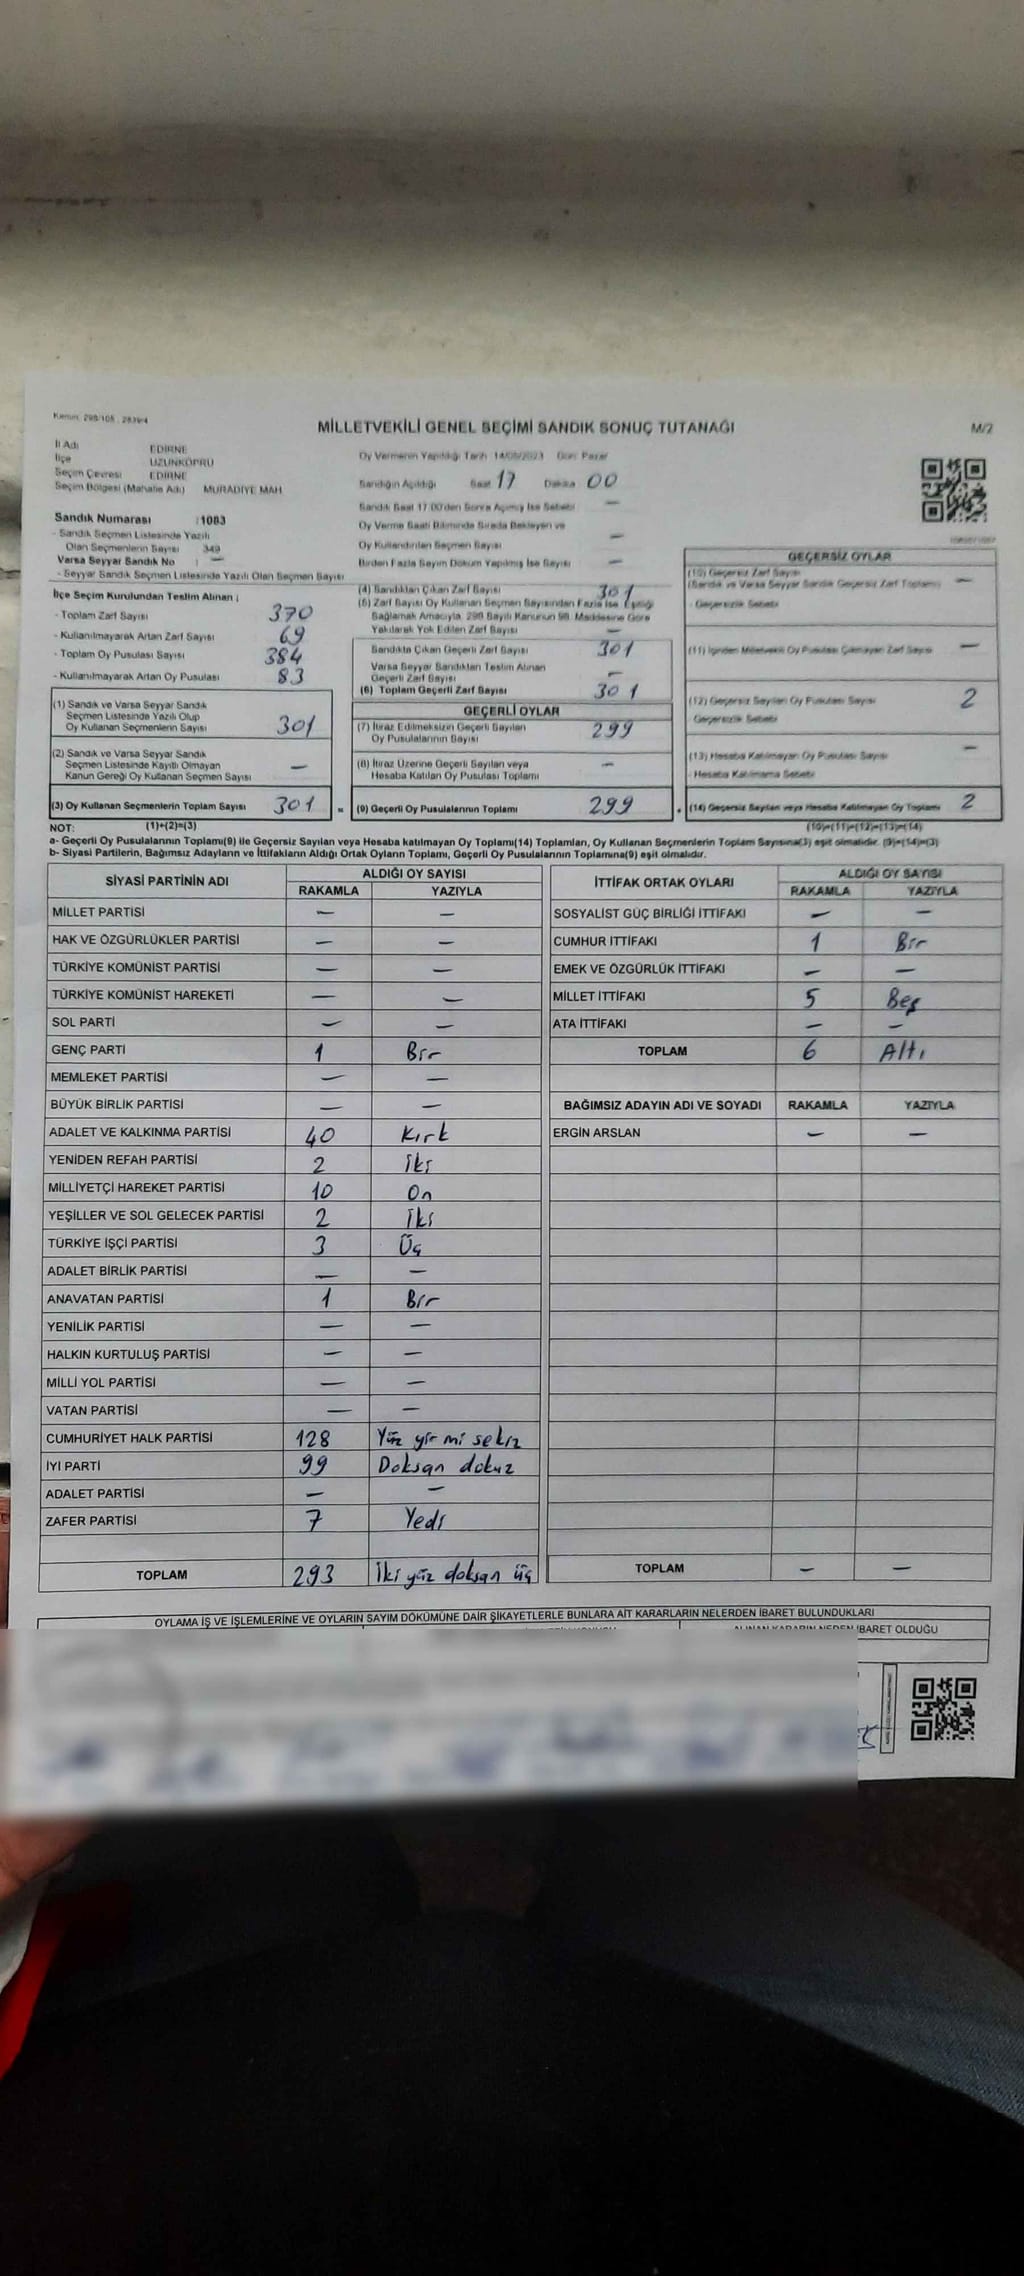 Kanun: 298/105 , 2839/4
MİLLETVEKİLİ GENEL SEÇİMİ SANDIK SONUÇ TUTANAĞI
M/2
İl Adı EDİRNE
İlçe UZUNKÖPRÜ
Seçim Çevresi EDİRNE
Seçim Bölgesi (Mahalle Adı) MURADİYE MAH
Sandık Numarası :1083
- Sandık Seçmen Listesinde Yazılı
Olan Seçmenlerin Sayısı 349
Varsa Seyyar Sandık No : —
- Seyyar Sandık Seçmen Listesinde Yazılı Olan Seçmen Sayısı
İlçe Seçim Kurulundan Teslim Alınan ;
- Toplam Zarf Sayısı 370
- Kullanılmayarak Artan Zarf Sayısı 69
- Toplam Oy Pusulası Sayısı 384
- Kullanılmayarak Artan Oy Pusulası 83
(1) Sandık ve Varsa Seyyar Sandık
Seçmen Listesinde Yazılı Olup
Oy Kullanan Seçmenlerin Sayısı 301
(2) Sandık ve Varsa Seyyar Sandık
Seçmen Listesinde Kayıtlı Olmayan
Kanun Gereği Oy Kullanan Seçmen Sayısı —
(3) Oy Kullanan Seçmenlerin Toplam Sayısı 301 =
Oy Vermenin Yapıldığı Tarih 14/05/2023 Gün: Pazar
Sandığın Açıldığı Saat 17 Dakika 00
Sandık Saat 17:00'den Sonra Açılmış İse Sebebi —
Oy Verme Saati Bitiminde Sırada Bekleyen ve
Oy Kullandırılan Seçmen Sayısı —
Birden Fazla Sayım Döküm Yapılmış İse Sayısı —
(4) Sandıktan Çıkan Zarf Sayısı 301
(5) Zarf Sayısı Oy Kullanan Seçmen Sayısından Fazla İse, Eşitliği
Sağlamak Amacıyla, 298 Sayılı Kanunun 98. Maddesine Göre
Yakılarak Yok Edilen Zarf Sayısı —
Sandıkta Çıkan Geçerli Zarf Sayısı 301
Varsa Seyyar Sandıktan Teslim Alınan
Geçerli Zarf Sayısı —
(6) Toplam Geçerli Zarf Sayısı 301
GEÇERLİ OYLAR
(7) İtiraz Edilmeksizin Geçerli Sayılan
Oy Pusulalarının Sayısı 299
(8) İtiraz Üzerine Geçerli Sayılan veya
Hesaba Katılan Oy Pusulası Toplamı —
(9) Geçerli Oy Pusulalarının Toplamı 299 +
GEÇERSİZ OYLAR
(10) Geçersiz Zarf Sayısı
(Sandık ve Varsa Seyyar Sandık Geçersiz Zarf Toplamı) —
- Geçersizlik Sebebi
(11) İçinden Milletvekili Oy Pusulası Çıkmayan Zarf Sayısı —
(12) Geçersiz Sayılan Oy Pusulası Sayısı 2
Geçersizlik Sebebi
(13) Hesaba Katılmayan Oy Pusulası Sayısı —
- Hesaba Katılmama Sebebi
(14) Geçersiz Sayılan veya Hesaba Katılmayan Oy Toplamı 2
NOT: (1)+(2)=(3)
(10)+(11)+(12)+(13)=(14)
a- Geçerli Oy Pusulalarının Toplamı(9) ile Geçersiz Sayılan veya Hesaba katılmayan Oy Toplamı(14) Toplamları, Oy Kullanan Seçmenlerin Toplam Sayısına(3) eşit olmalıdır. (9)+(14)=(3)
b- Siyasi Partilerin, Bağımsız Adayların ve İttifakların Aldığı Ortak Oyların Toplamı, Geçerli Oy Pusulalarının Toplamına(9) eşit olmalıdır.
SİYASİ PARTİNİN ADI ALDIĞI OY SAYISI
RAKAMLA YAZIYLA
MİLLET PARTİSİ — —
HAK VE ÖZGÜRLÜKLER PARTİSİ — —
TÜRKİYE KOMÜNİST PARTİSİ — —
TÜRKİYE KOMÜNİST HAREKETİ — —
SOL PARTİ — —
GENÇ PARTİ 1 Bir
MEMLEKET PARTİSİ — —
BÜYÜK BİRLİK PARTİSİ — —
ADALET VE KALKINMA PARTİSİ 40 Kırk
YENİDEN REFAH PARTİSİ 2 İki
MİLLİYETÇİ HAREKET PARTİSİ 10 On
YEŞİLLER VE SOL GELECEK PARTİSİ 2 İki
TÜRKİYE İŞÇİ PARTİSİ 3 Üç
ADALET BİRLİK PARTİSİ — —
ANAVATAN PARTİSİ 1 Bir
YENİLİK PARTİSİ — —
HALKIN KURTULUŞ PARTİSİ — —
MİLLİ YOL PARTİSİ — —
VATAN PARTİSİ — —
CUMHURİYET HALK PARTİSİ 128 Yüz yirmi sekiz
İYİ PARTİ 99 Doksan dokuz
ADALET PARTİSİ — —
ZAFER PARTİSİ 7 Yedi
TOPLAM 293 İki yüz doksan üç
İTTİFAK ORTAK OYLARI ALDIĞI OY SAYISI
RAKAMLA YAZIYLA
SOSYALİST GÜÇ BİRLİĞİ İTTİFAKI — —
CUMHUR İTTİFAKI 1 Bir
EMEK VE ÖZGÜRLÜK İTTİFAKI — —
MİLLET İTTİFAKI 5 Beş
ATA İTTİFAKI — —
TOPLAM 6 Altı
BAĞIMSIZ ADAYIN ADI VE SOYADI RAKAMLA YAZIYLA
ERGİN ARSLAN — —
TOPLAM — —
OYLAMA İŞ VE İŞLEMLERİNE VE OYLARIN SAYIM DÖKÜMÜNE DAİR ŞİKAYETLERLE BUNLARA AİT KARARLARIN NELERDEN İBARET BULUNDUKLARI
ALINAN KARARIN NEDEN İBARET OLDUĞU